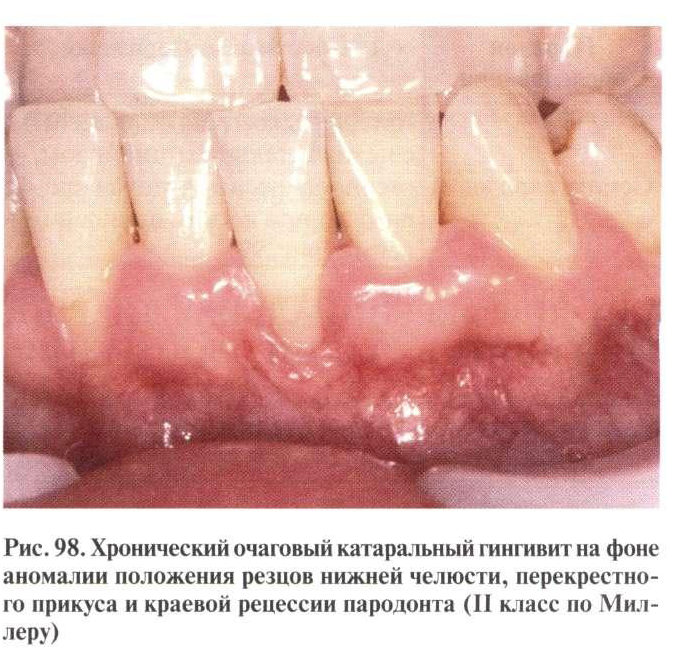 Рис. 98. Хронический очаговый катаральный гингивит на фоне
аномалии положения резцов нижней челюсти, перекрестно-
го прикуса и краевой рецессии пародонта (II класс по Мил-
леру)